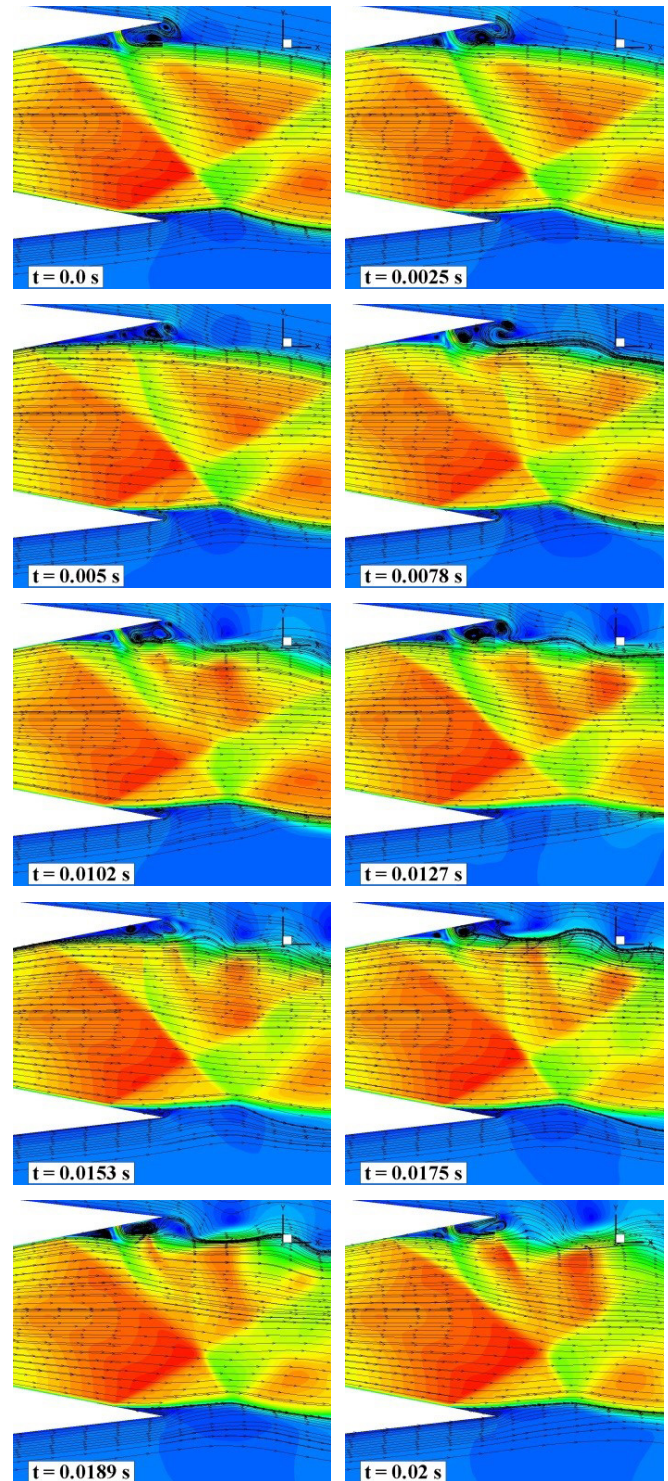 Y
X
t = 0.0 s
Y
X
t = 0.0025 s
Y
X
t = 0.005 s
Y
X
t = 0.0078 s
Y
X
t = 0.0102 s
Y
X
t = 0.0127 s
Y
X
t = 0.0153 s
Y
X
t = 0.0175 s
Y
X
t = 0.0189 s
Y
X
t = 0.02 s